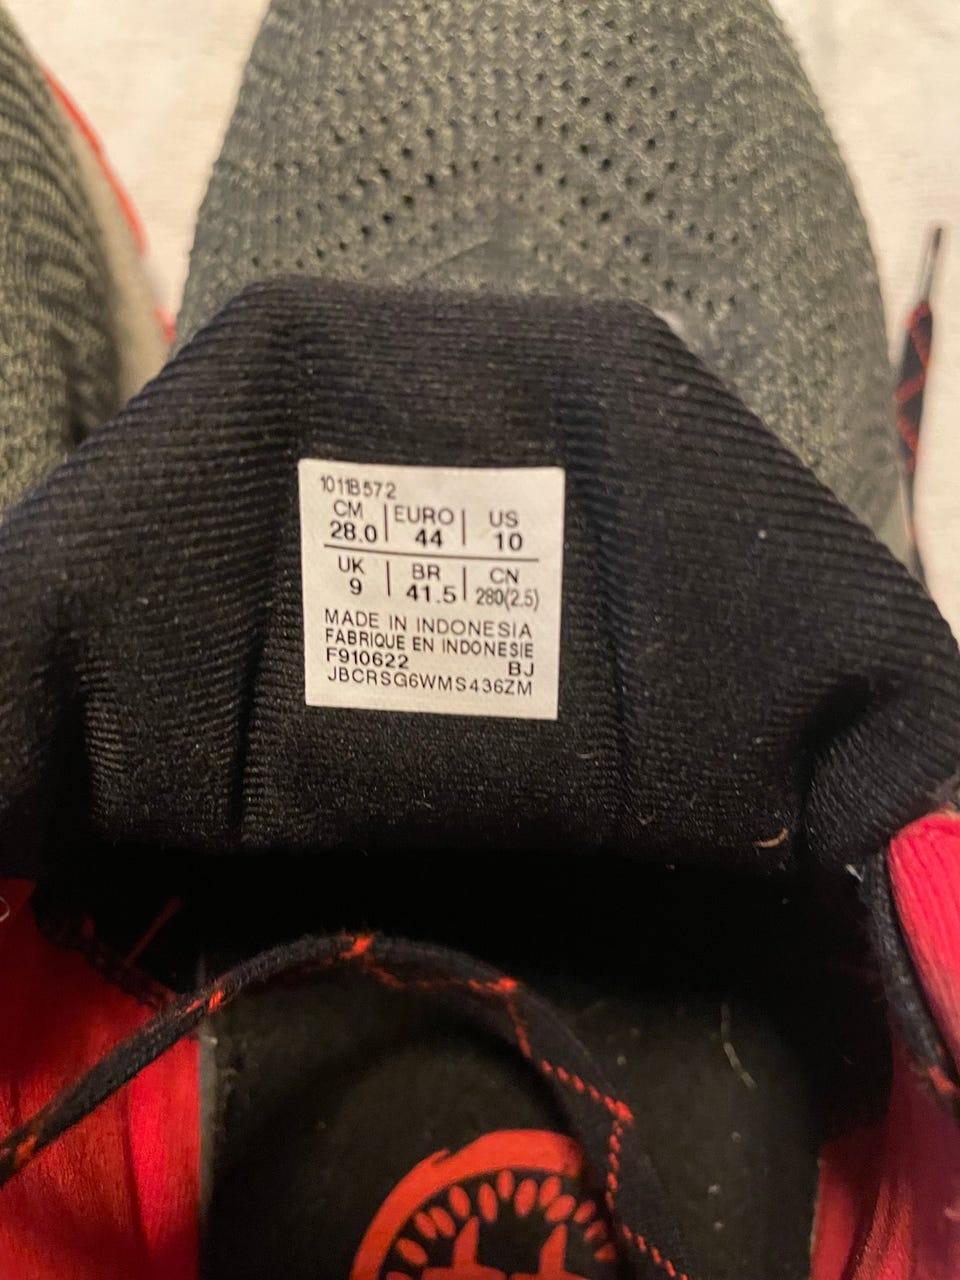 1011B572
CM | EURO | US
28.0 | 44 | 10
UK | BR | CN
9 | 41.5 | 280(2.5)
MADE IN INDONESIA
FABRIQUE EN INDONESIE
F910622 BJ
JBCRSG6WMS436ZM